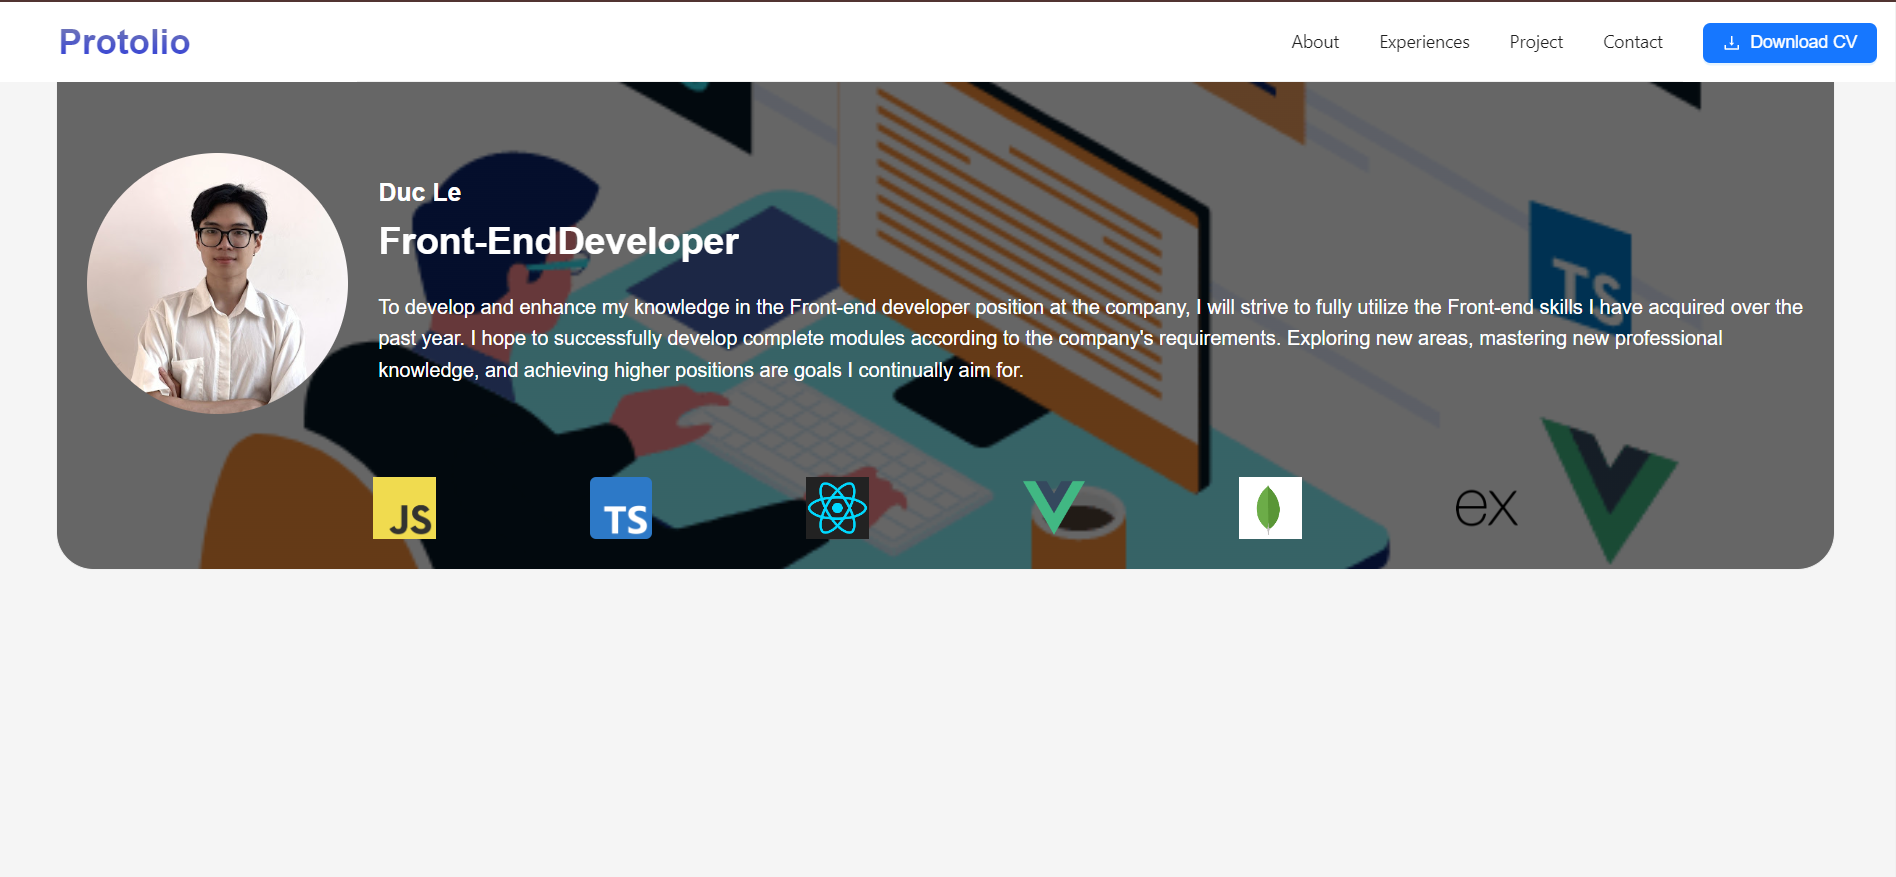 Protolio
About Experiences Project Contact Download CV
Duc Le
Front-EndDeveloper
TS
To develop and enhance my knowledge in the Front-end developer position at the company, I will strive to fully utilize the Front-end skills I have acquired over the
past year. I hope to successfully develop complete modules according to the company's requirements. Exploring new areas, mastering new professional
knowledge, and achieving higher positions are goals I continually aim for.
JS TS ex